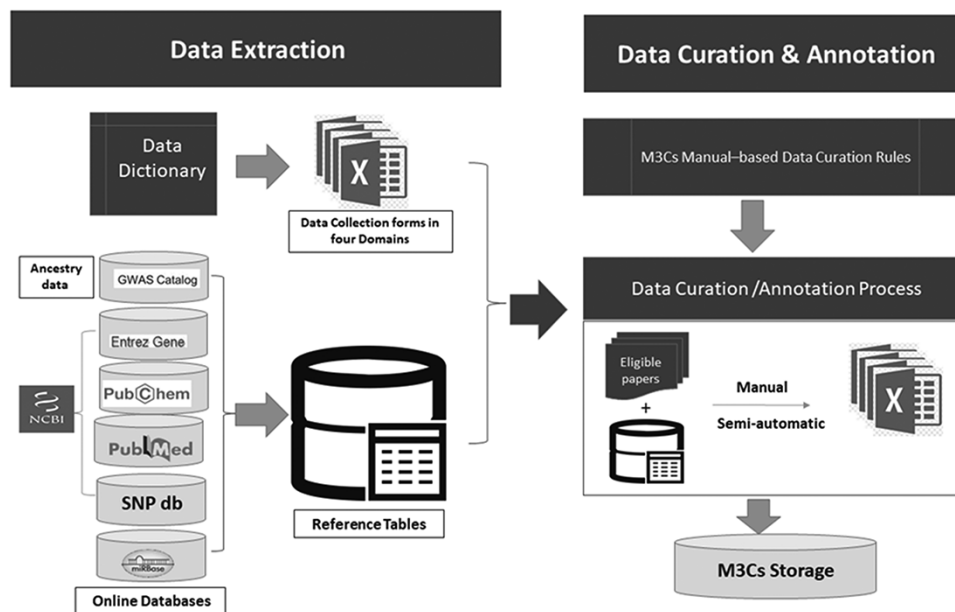 Data Extraction
Data
Dictionary
X
Data Collection forms in
four Domains
Ancestry
data
GWAS Catalog
Entrez Gene
PubChem
PubMed
SNP db
miRBase
NCBI
Online Databases
Reference Tables
Data Curation & Annotation
M3Cs Manual–based Data Curation Rules
Data Curation /Annotation Process
Eligible
papers
+
Manual
Semi-automatic
X
M3Cs Storage